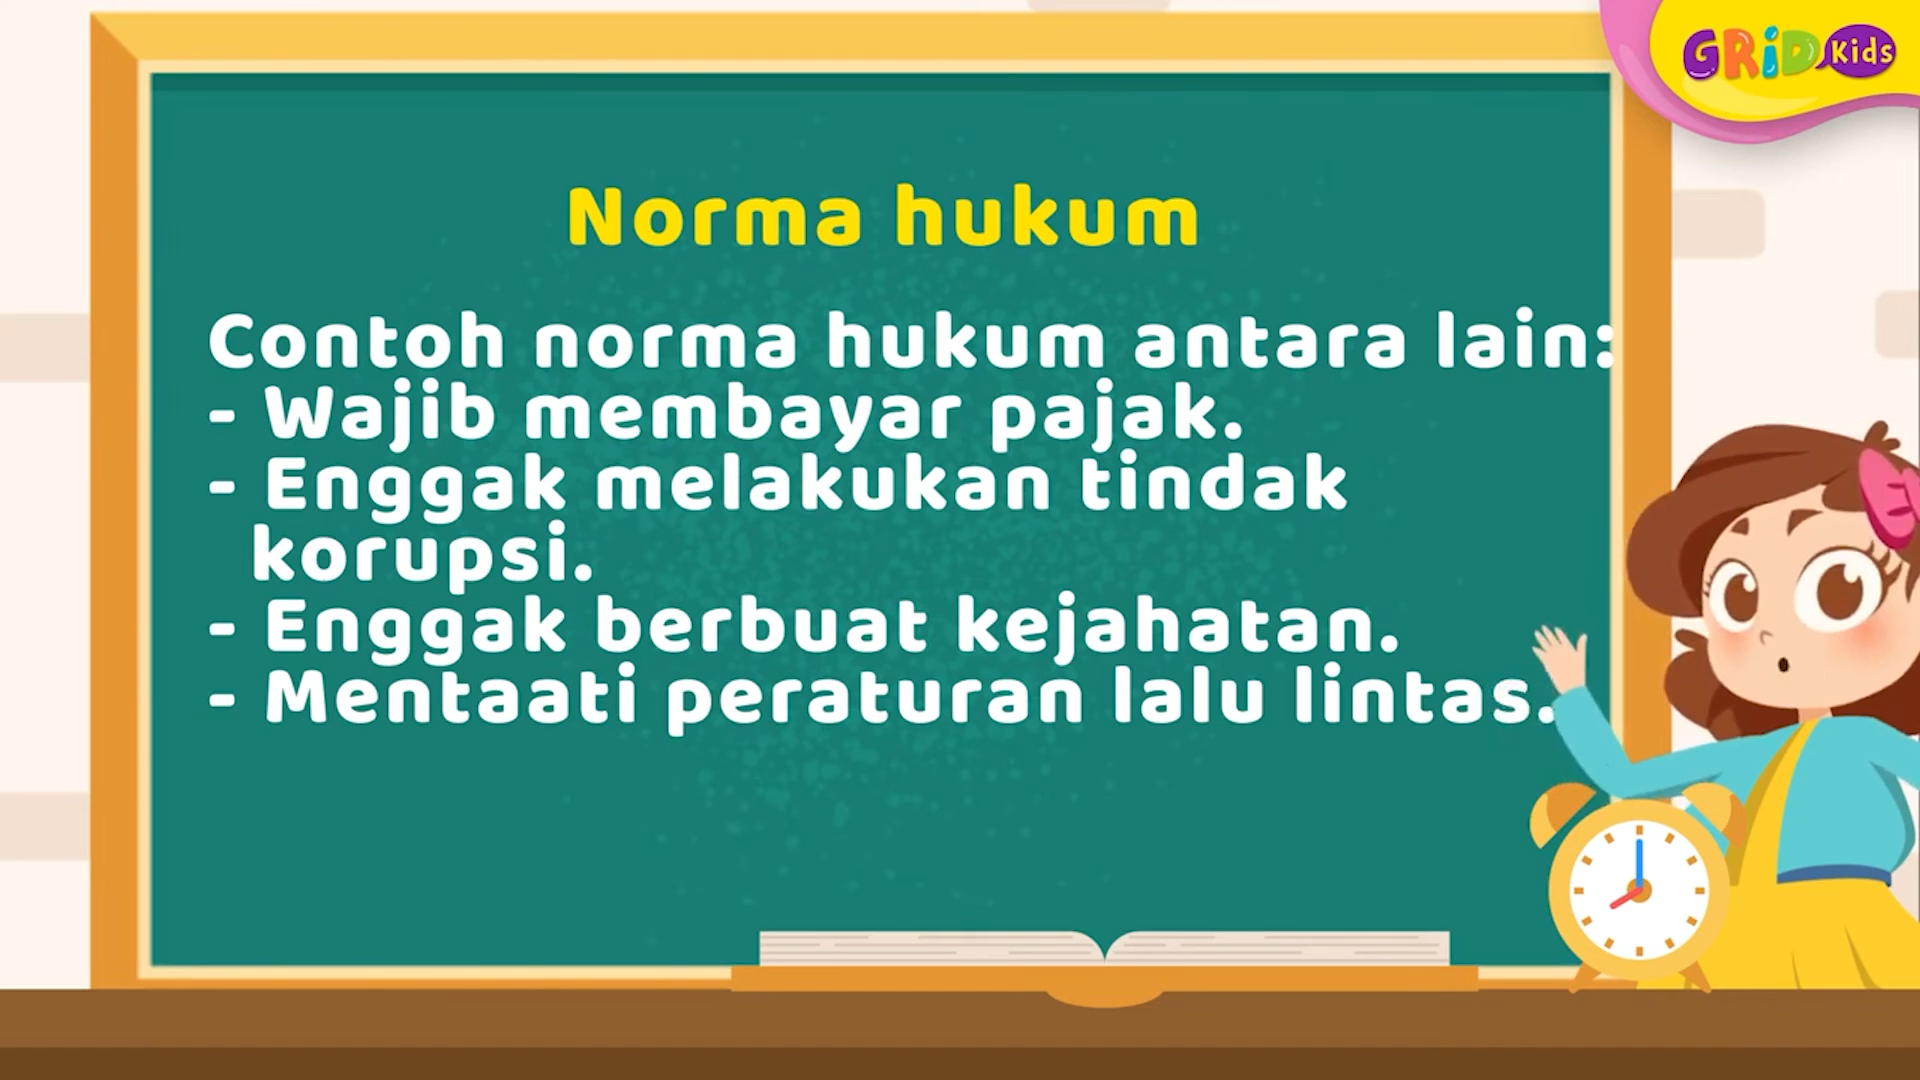 GRiD Kids
Norma hukum
Contoh norma hukum antara lain:
- Wajib membayar pajak.
- Enggak melakukan tindak
korupsi.
- Enggak berbuat kejahatan.
- Mentaati peraturan lalu lintas.